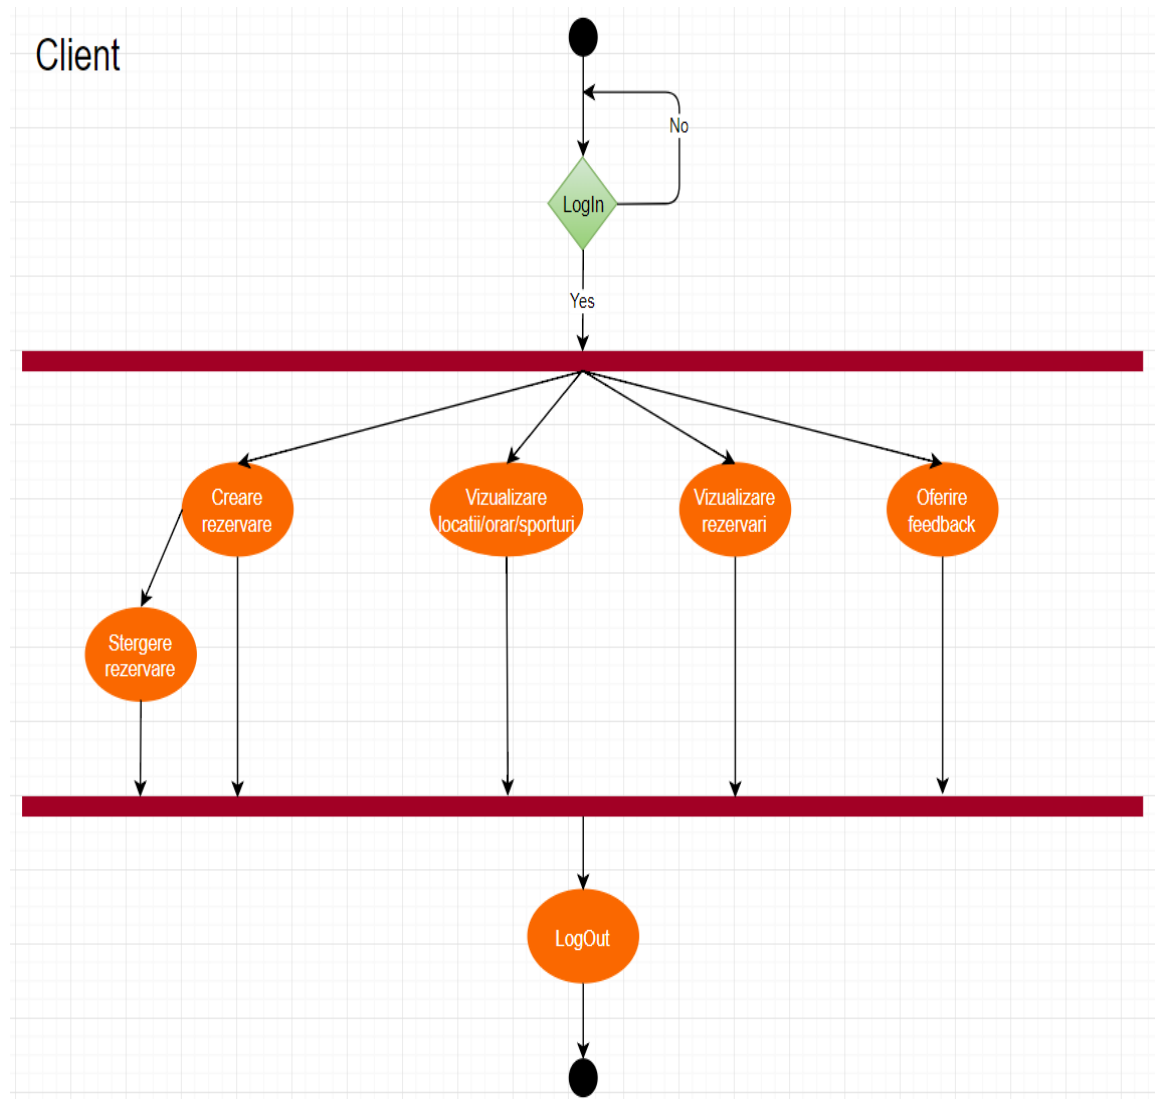 Client
No
LogIn
Yes
Creare
rezervare
Vizualizare
locatii/orar/sporturi
Vizualizare
rezervari
Oferire
feedback
Stergere
rezervare
LogOut